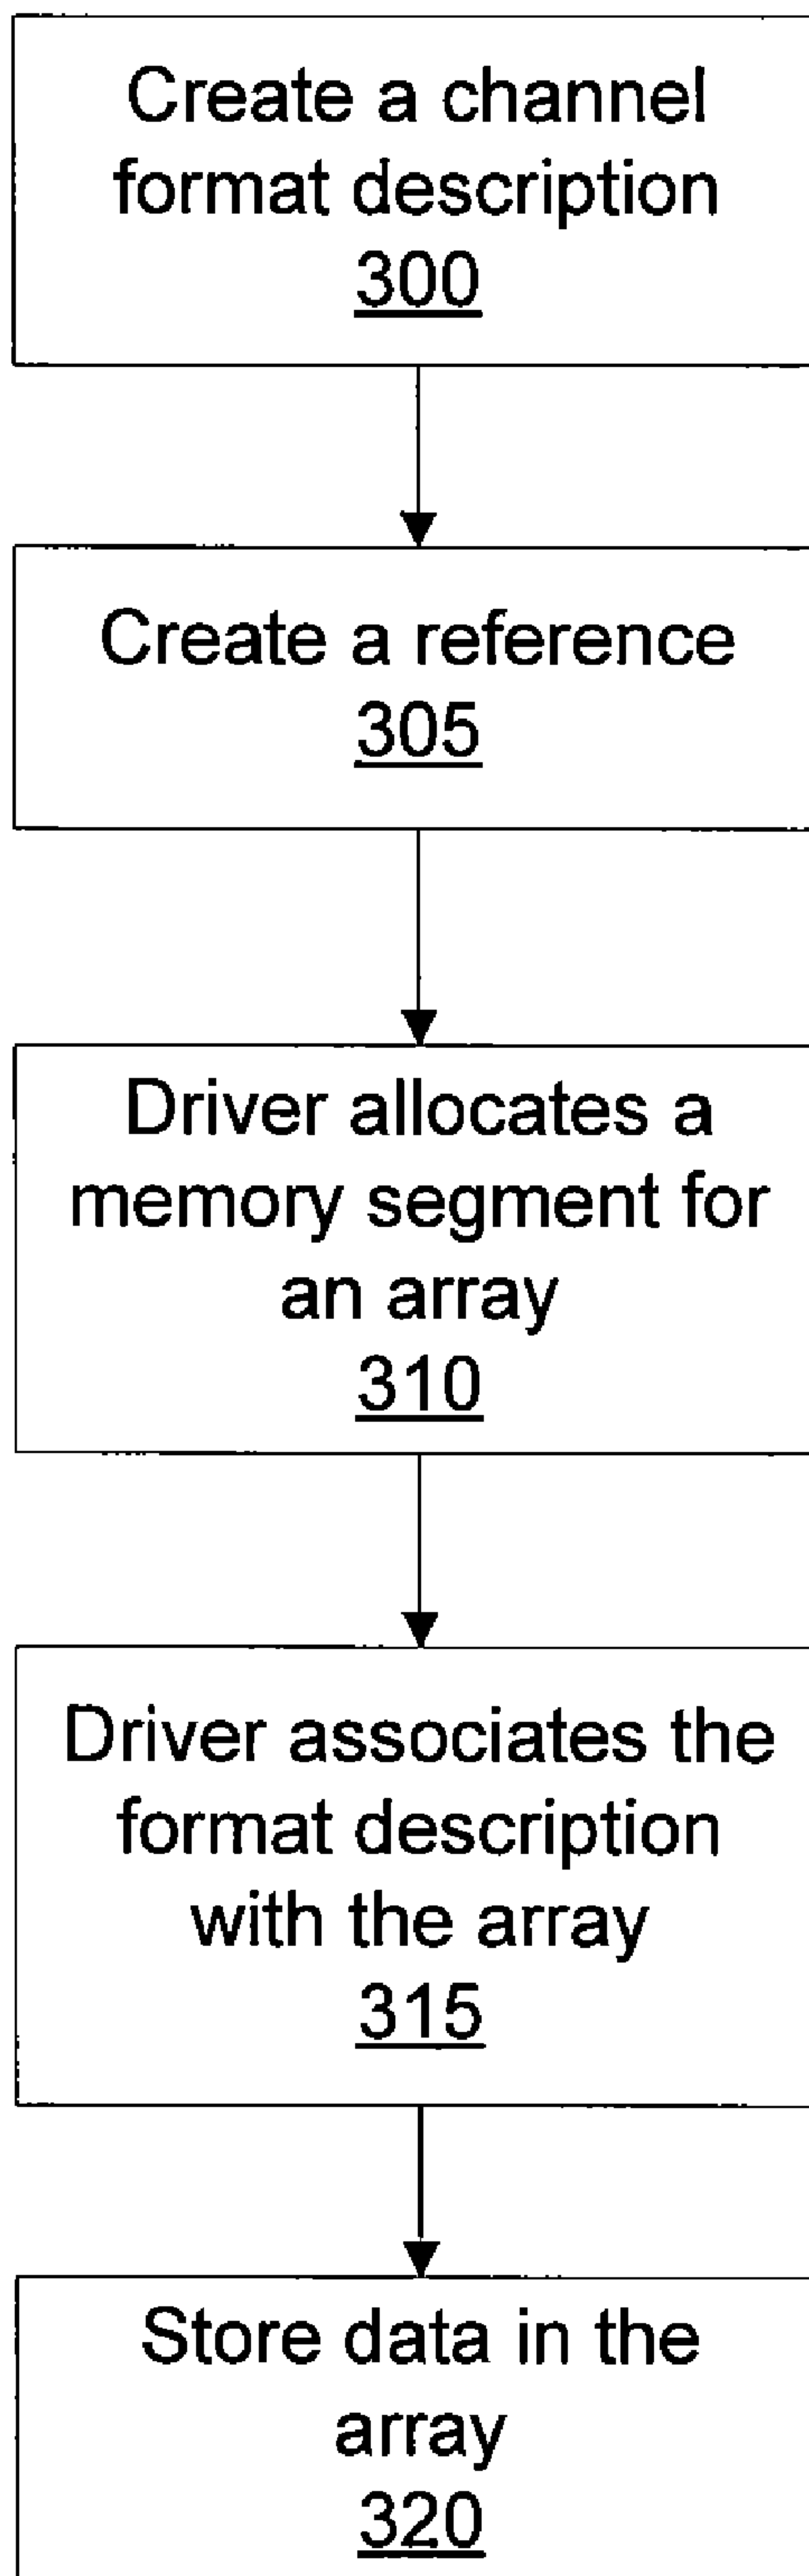 Create a channel
format description
300
Create a reference
305
Driver allocates a
memory segment for
an array
310
Driver associates the
format description
with the array
315
Store data in the
array
320